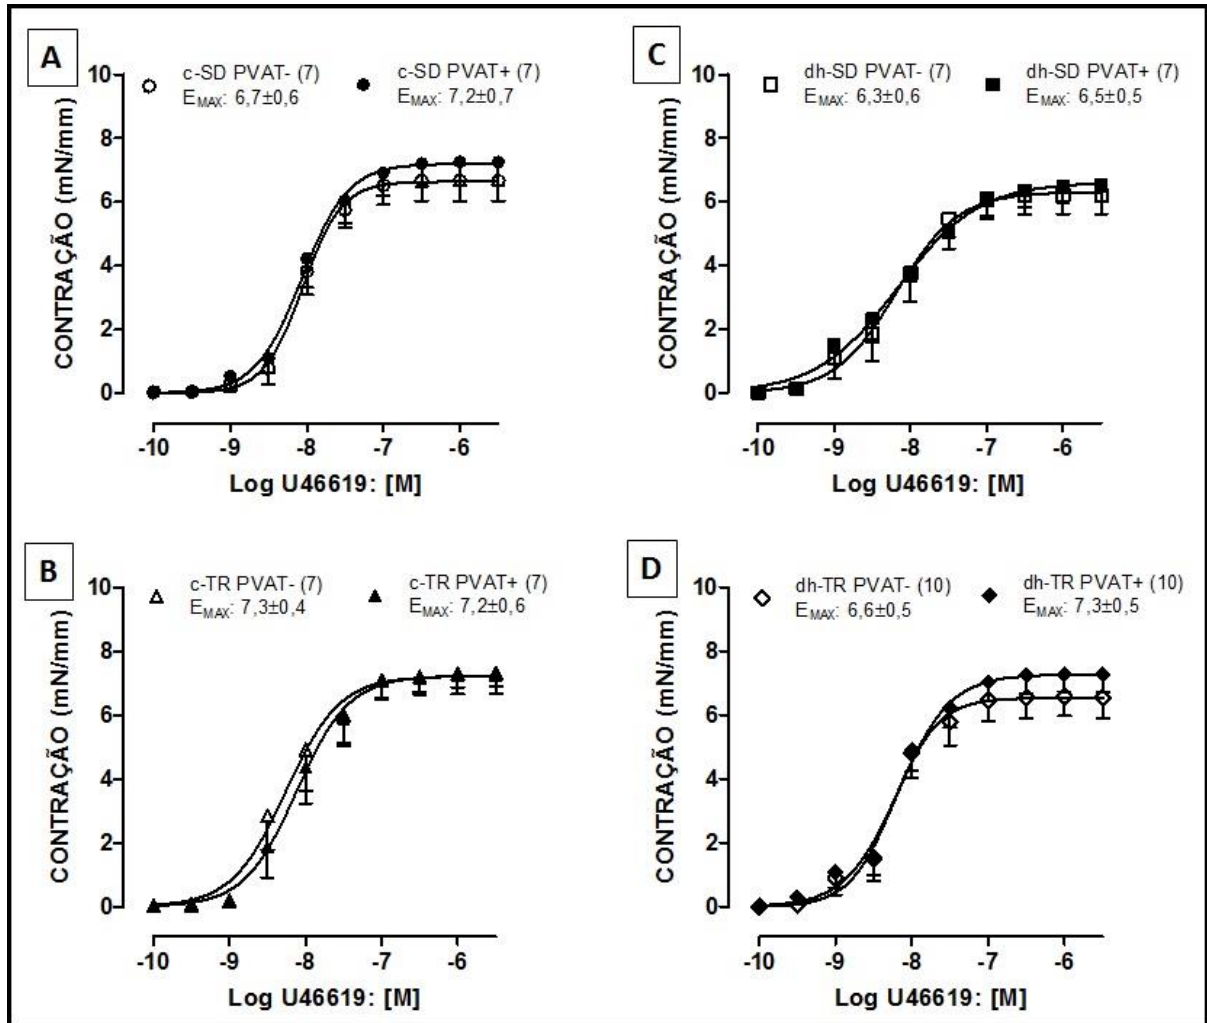 A
c-SD PVAT- (7)
EMAX: 6,7±0,6
c-SD PVAT+ (7)
EMAX: 7,2±0,7
CONTRAÇÃO (mN/mm)
10
8
6
4
2
0
-10 -9 -8 -7 -6
Log U46619: [M]
C
dh-SD PVAT- (7)
EMAX: 6,3±0,6
dh-SD PVAT+ (7)
EMAX: 6,5±0,5
CONTRAÇÃO (mN/mm)
10
8
6
4
2
0
-10 -9 -8 -7 -6
Log U46619: [M]
B
c-TR PVAT- (7)
EMAX: 7,3±0,4
c-TR PVAT+ (7)
EMAX: 7,2±0,6
CONTRAÇÃO (mN/mm)
10
8
6
4
2
0
-10 -9 -8 -7 -6
Log U46619: [M]
D
dh-TR PVAT- (10)
EMAX: 6,6±0,5
dh-TR PVAT+ (10)
EMAX: 7,3±0,5
CONTRAÇÃO (mN/mm)
10
8
6
4
2
0
-10 -9 -8 -7 -6
Log U46619: [M]